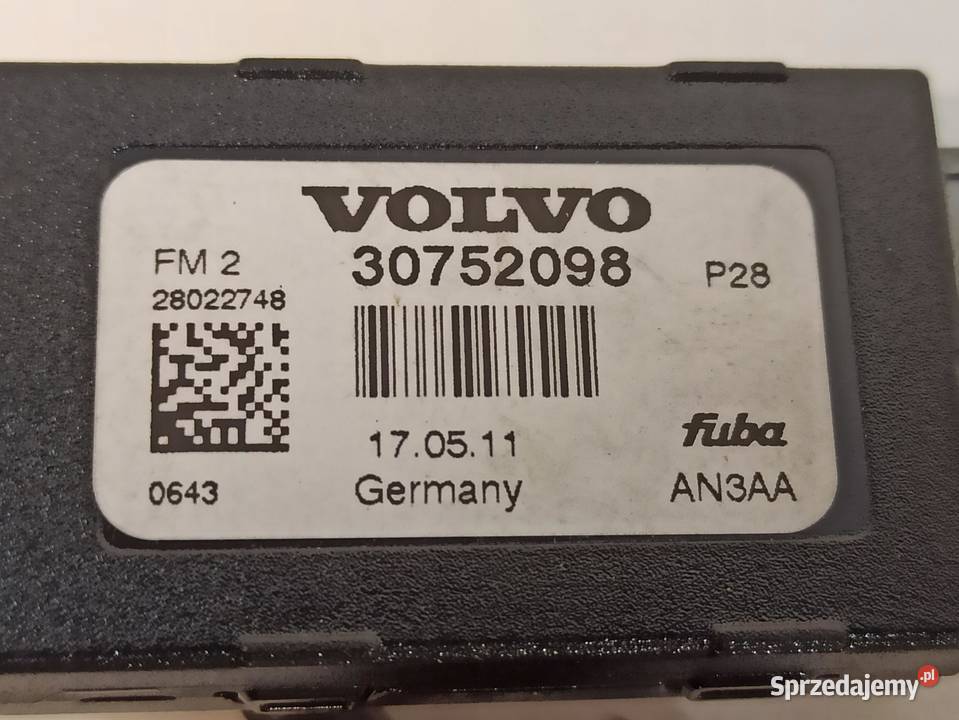 VOLVO
FM 2
30752098
P28
28022748
17.05.11
fuba
0643
Germany
AN3AA
Sprzedajemy.pl